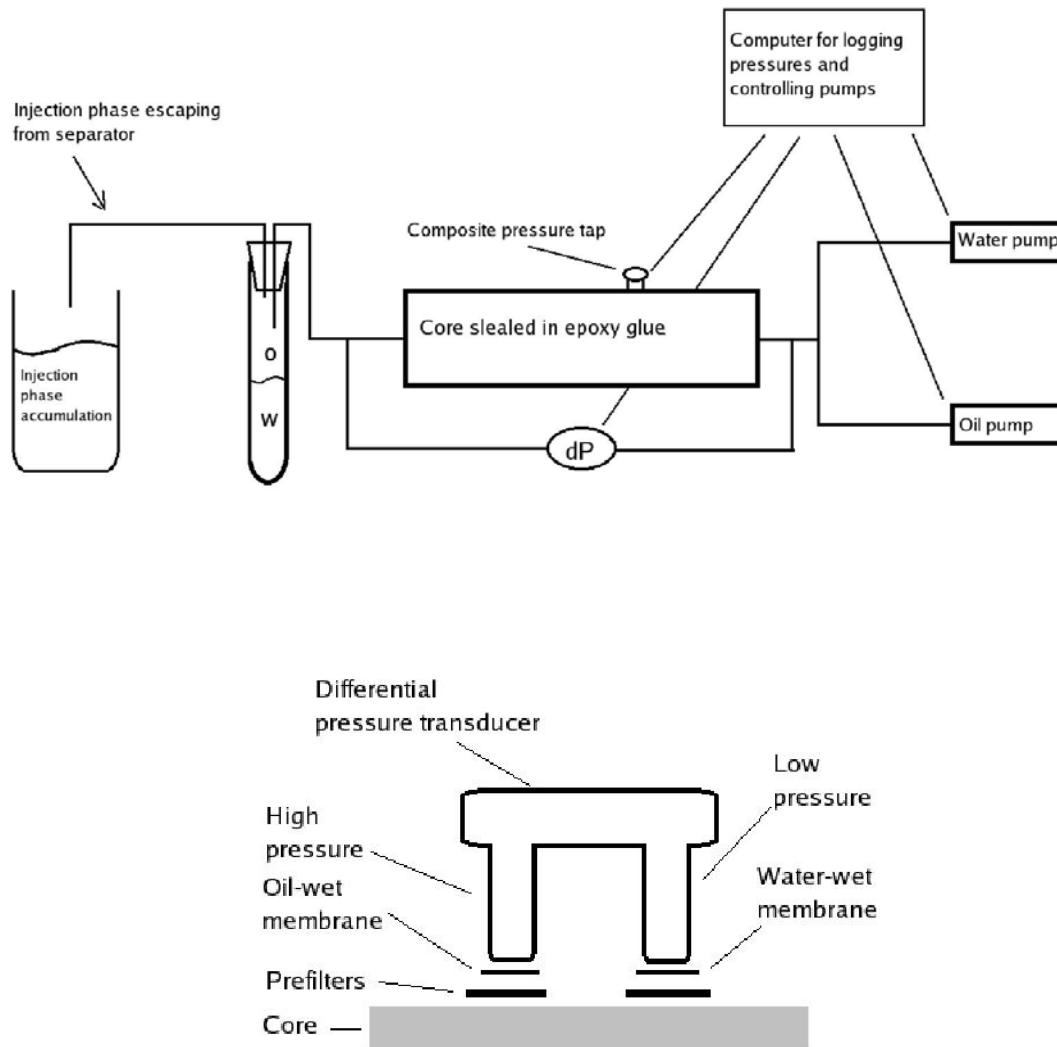 Computer for logging
pressures and
controlling pumps
Injection phase escaping
from separator
Composite pressure tap
Water pump
Core slealed in epoxy glue
Injection
phase
accumulation
o
w
dP
Oil pump
Differential
pressure transducer
Low
pressure
High
pressure
Oil-wet
membrane
Water-wet
membrane
Prefilters
Core